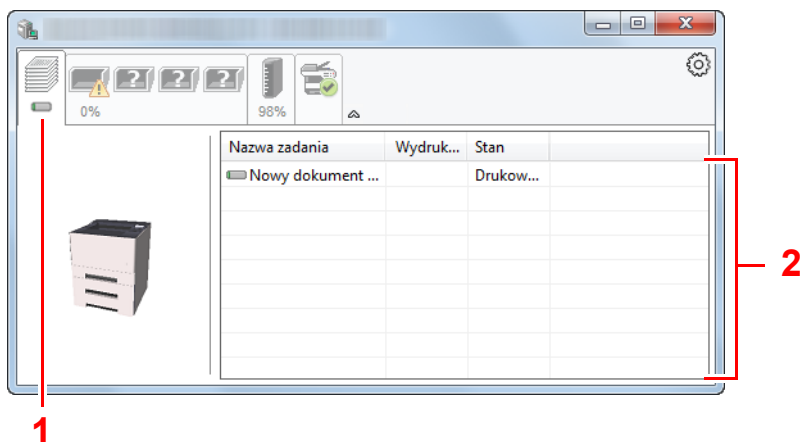 ? ? ?
0% 98%
Nazwa zadania Wydruk... Stan
Nowy dokument ... Drukow...
2
1